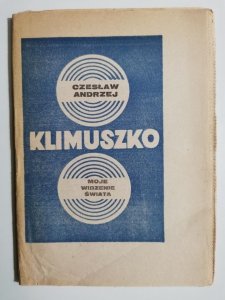 CZESŁAW
ANDRZEJ
KLIMUSZKO
MOJE
WIDZENIE
ŚWIATA